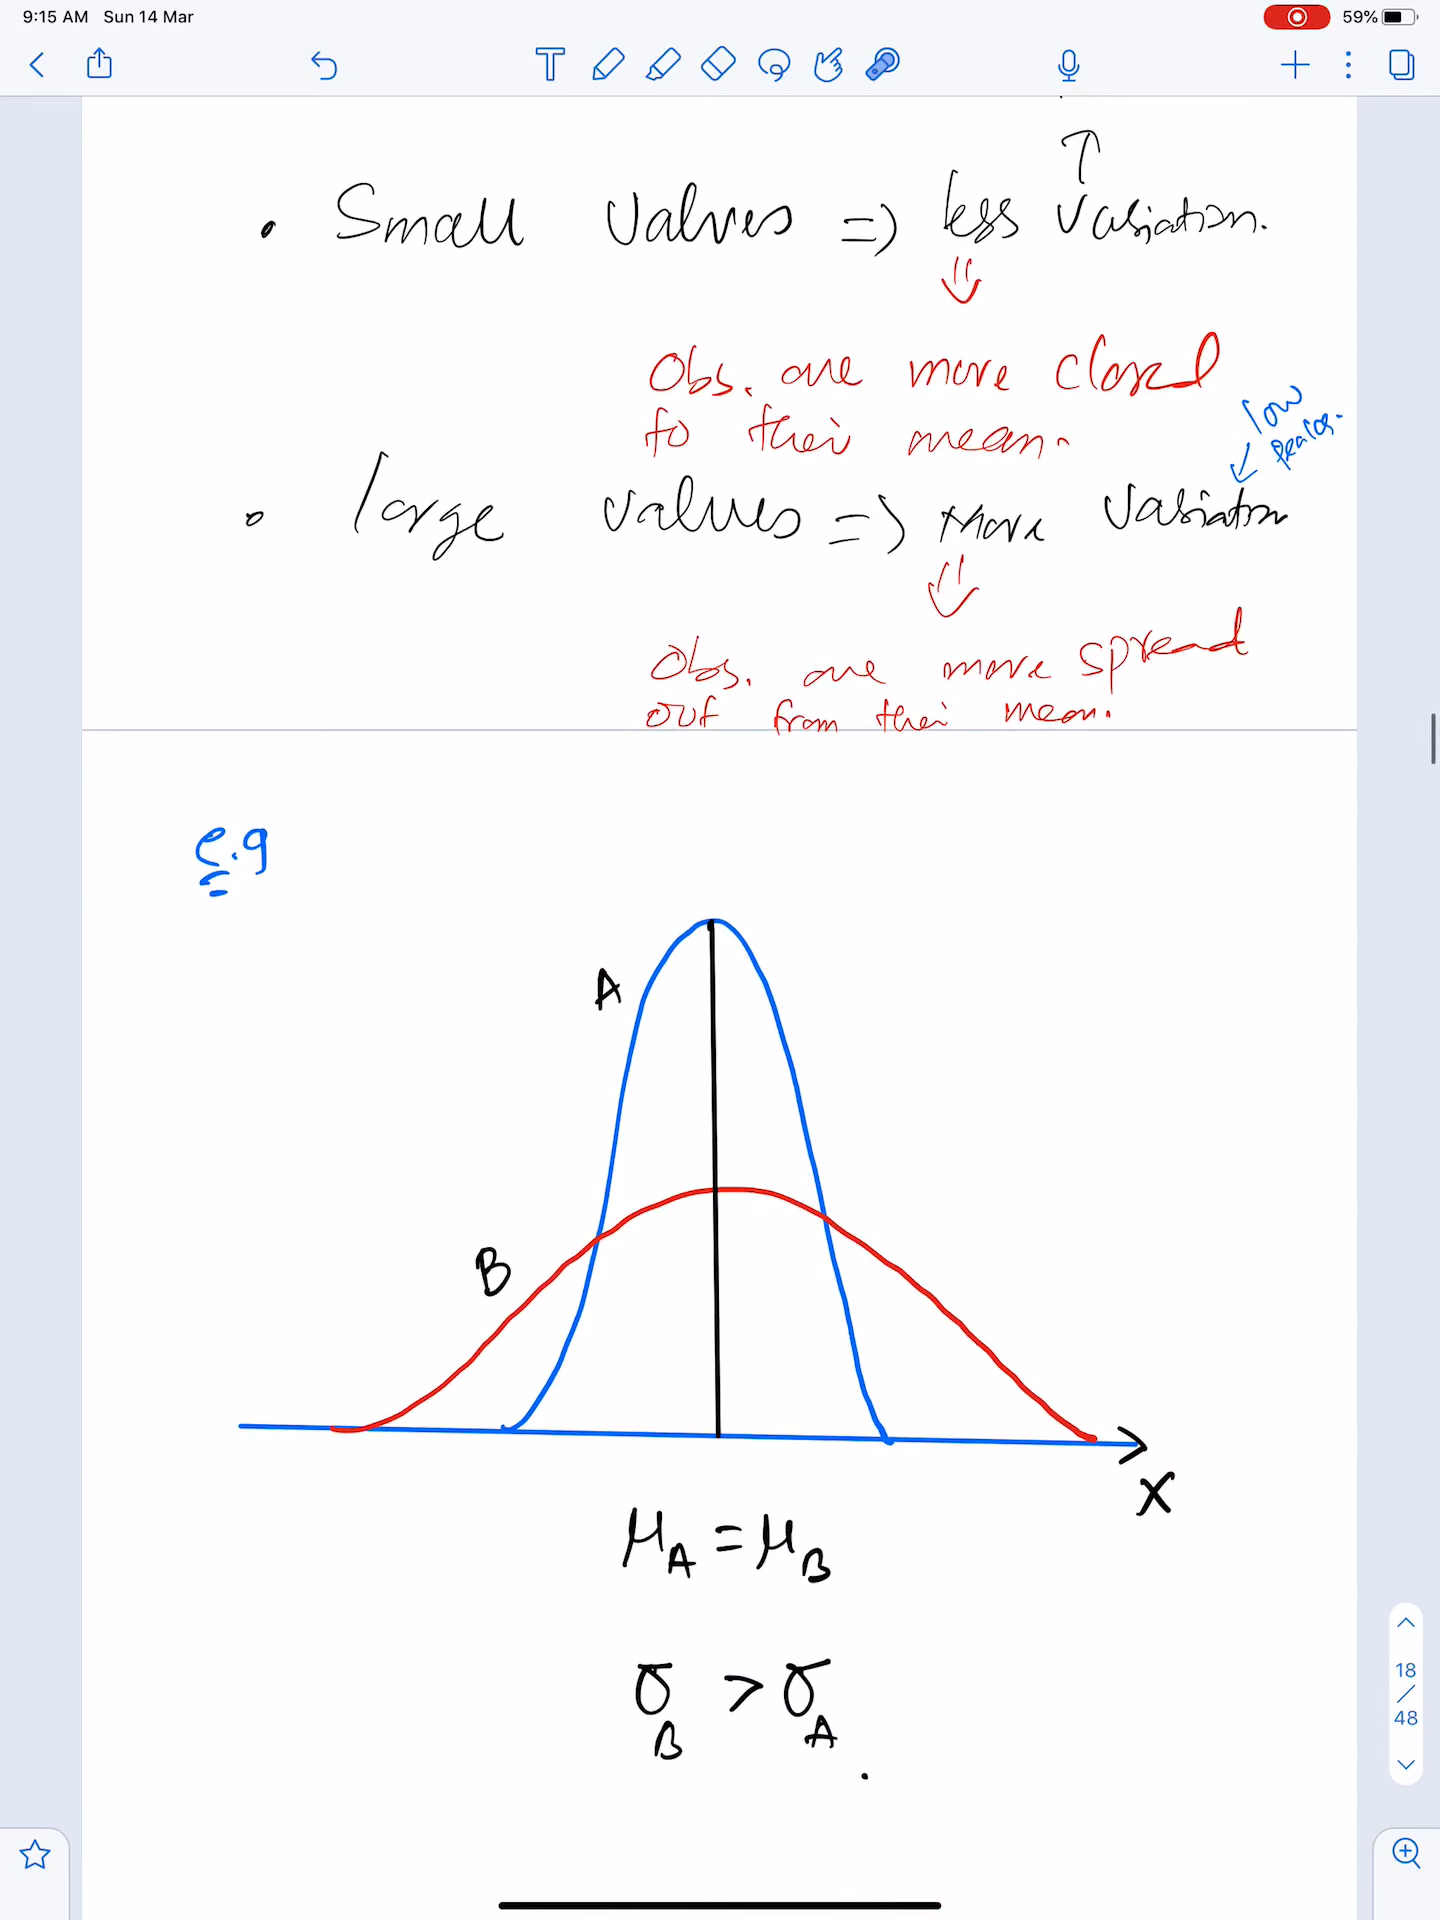 9:15 AM Sun 14 Mar
59%
T
• Small values => less variation.
Obs. are more closed
to their mean.
low
peaks.
• large values => more variation
Obs. are more spread
out from their mean.
e.g
A
B
X
μA = μB
σB > σA.
18
/
48